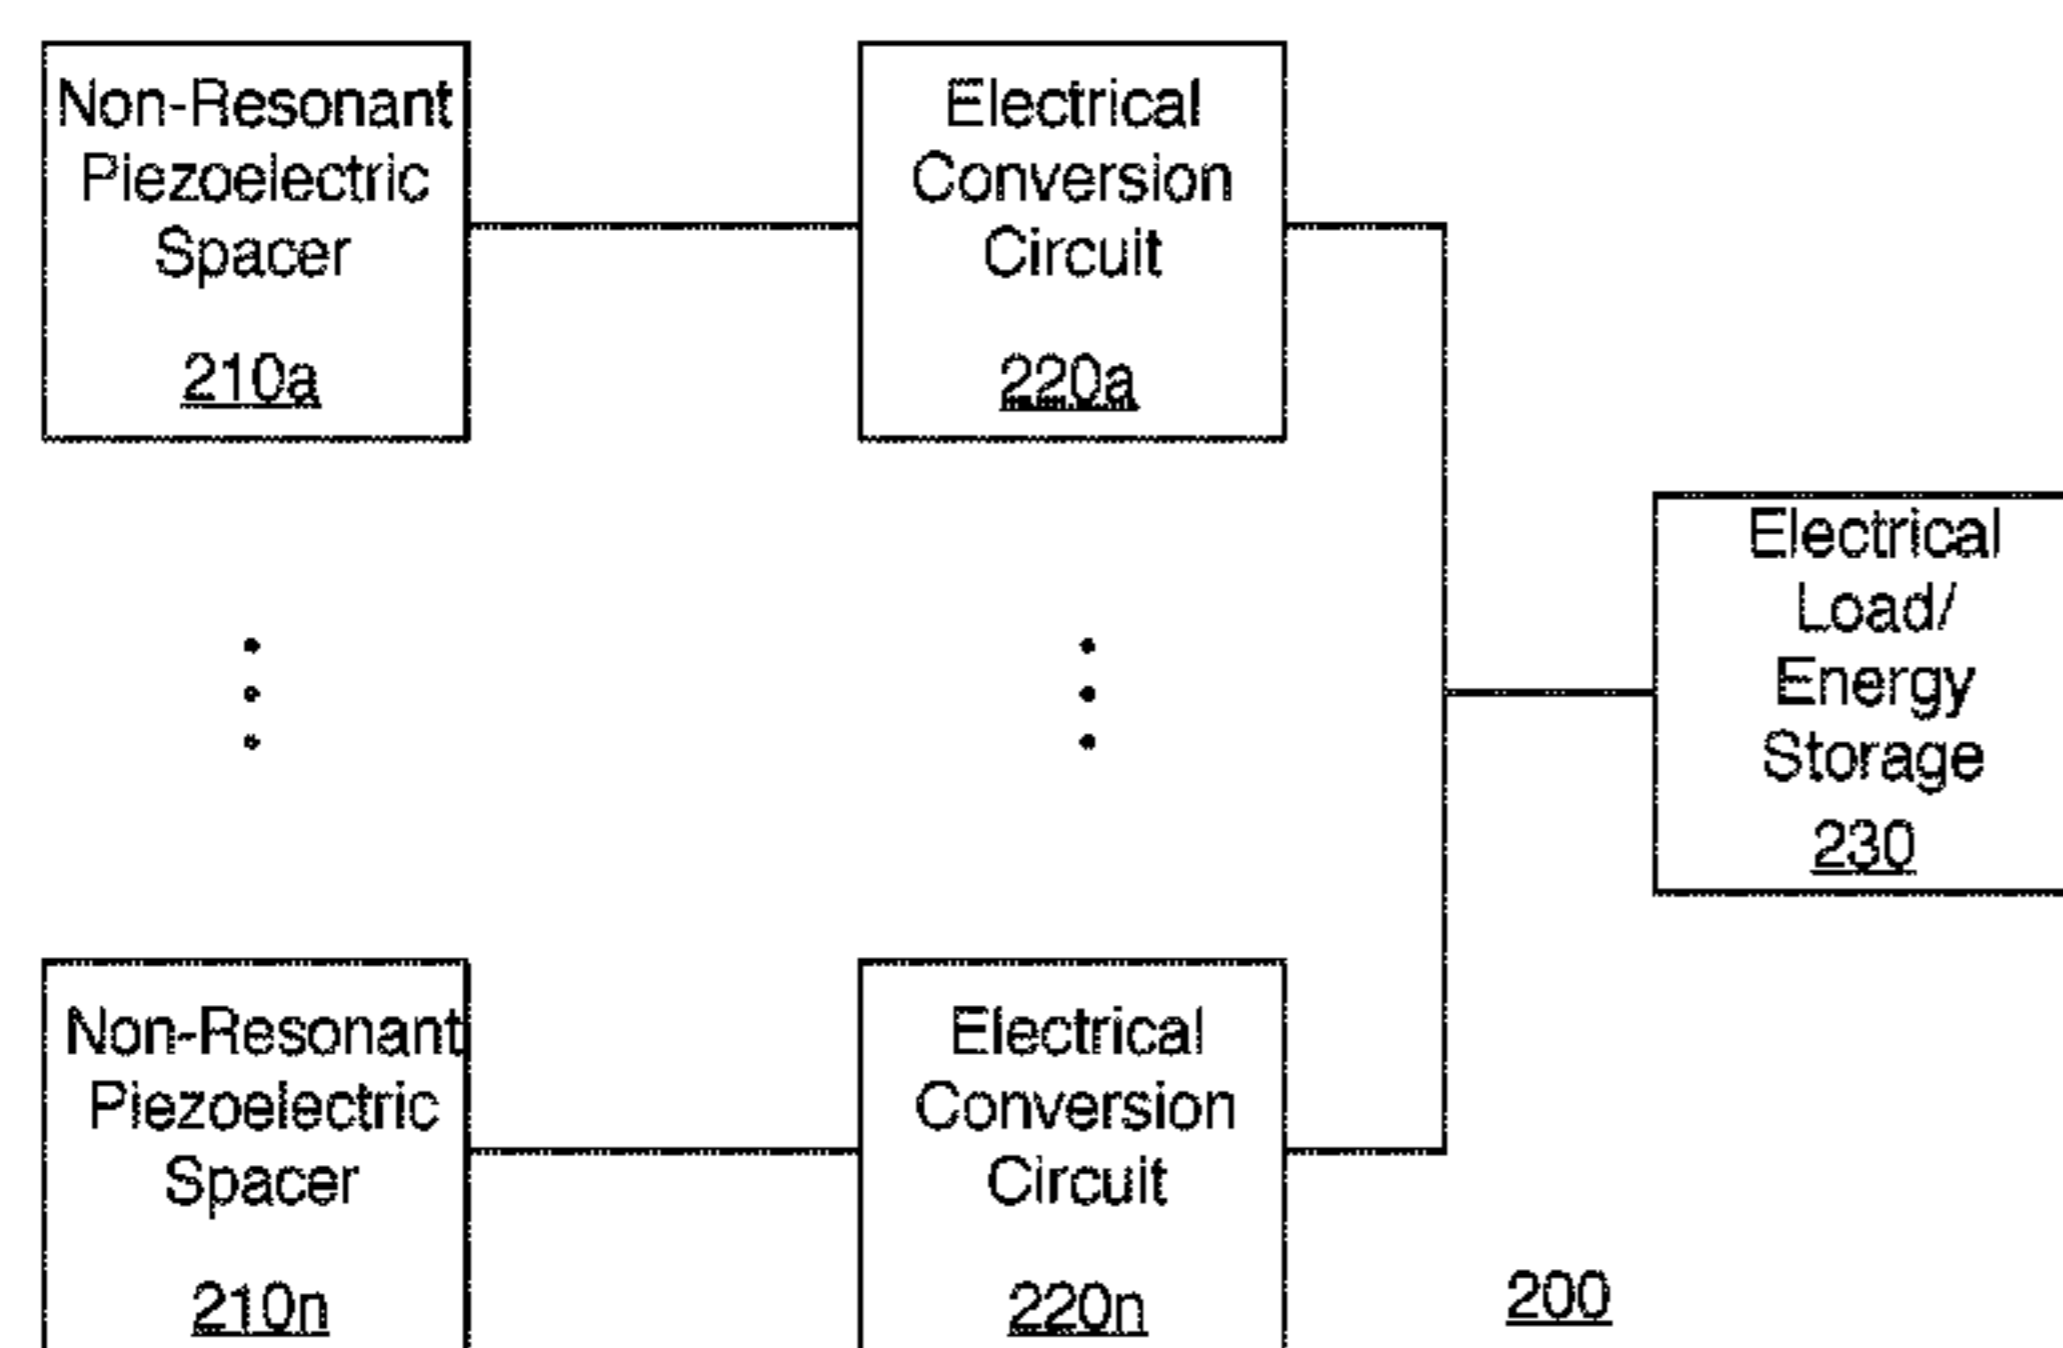 Non-Resonant
Piezoelectric
Spacer
210a
Electrical
Conversion
Circuit
220a
Electrical
Load/
Energy
Storage
230
Non-Resonant
Piezoelectric
Spacer
210n
Electrical
Conversion
Circuit
220n
200